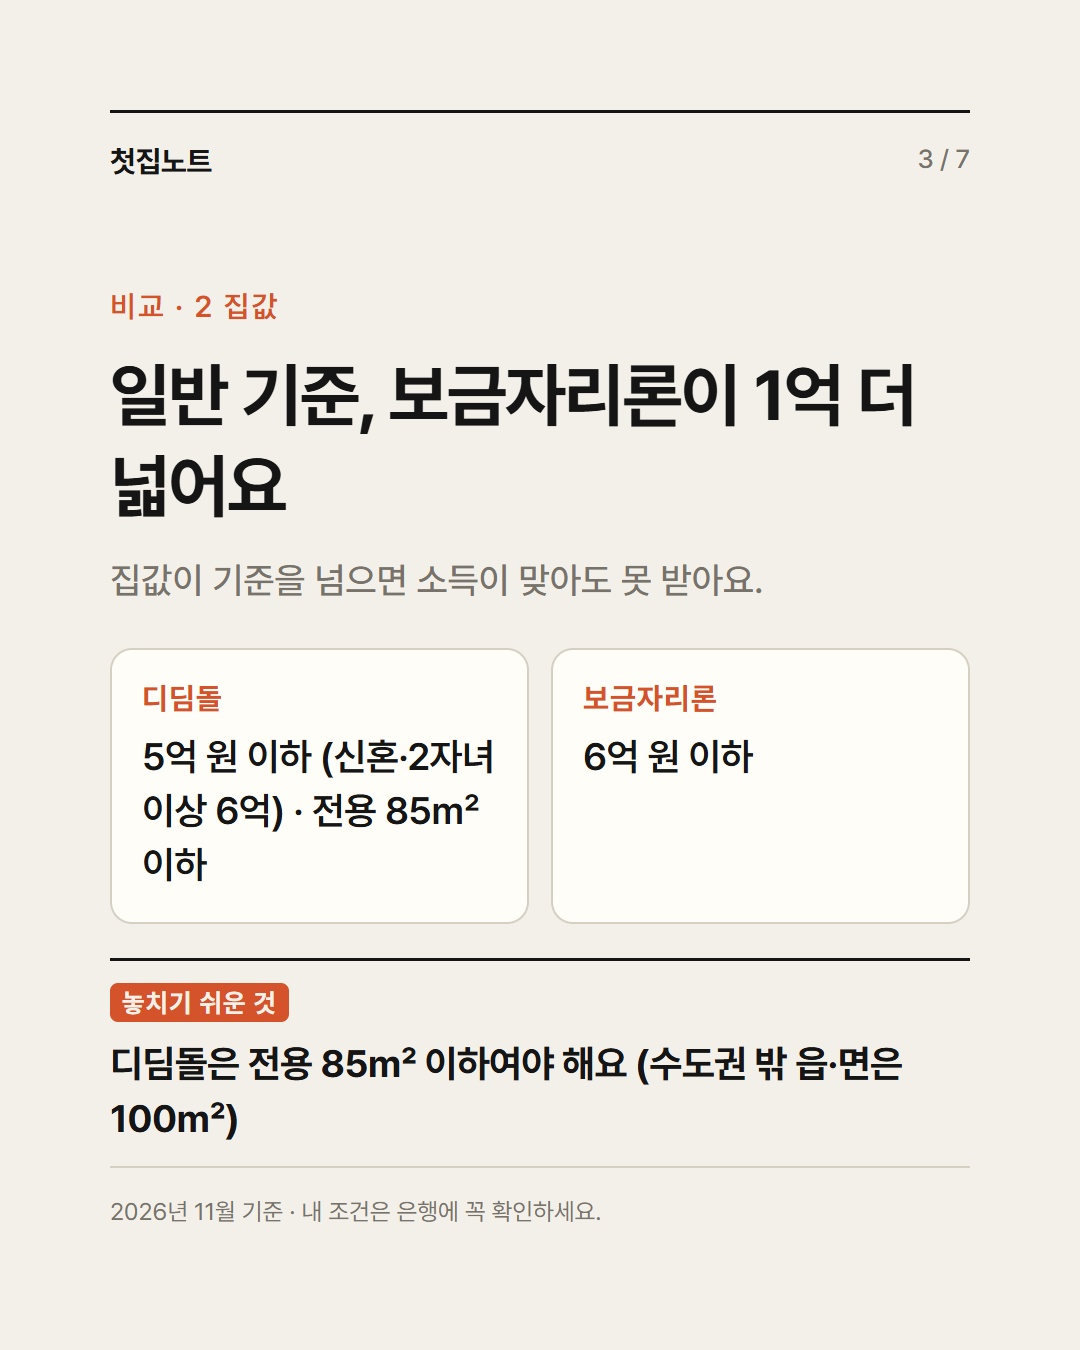 첫집노트
3 / 7
비교 · 2 집값
일반 기준, 보금자리론이 1억 더
넓어요
집값이 기준을 넘으면 소득이 맞아도 못 받아요.
디딤돌
5억 원 이하 (신혼·2자녀
이상 6억) · 전용 85m²
이하
보금자리론
6억 원 이하
놓치기 쉬운 것
디딤돌은 전용 85m² 이하여야 해요 (수도권 밖 읍·면은
100m²)
2026년 11월 기준 · 내 조건은 은행에 꼭 확인하세요.